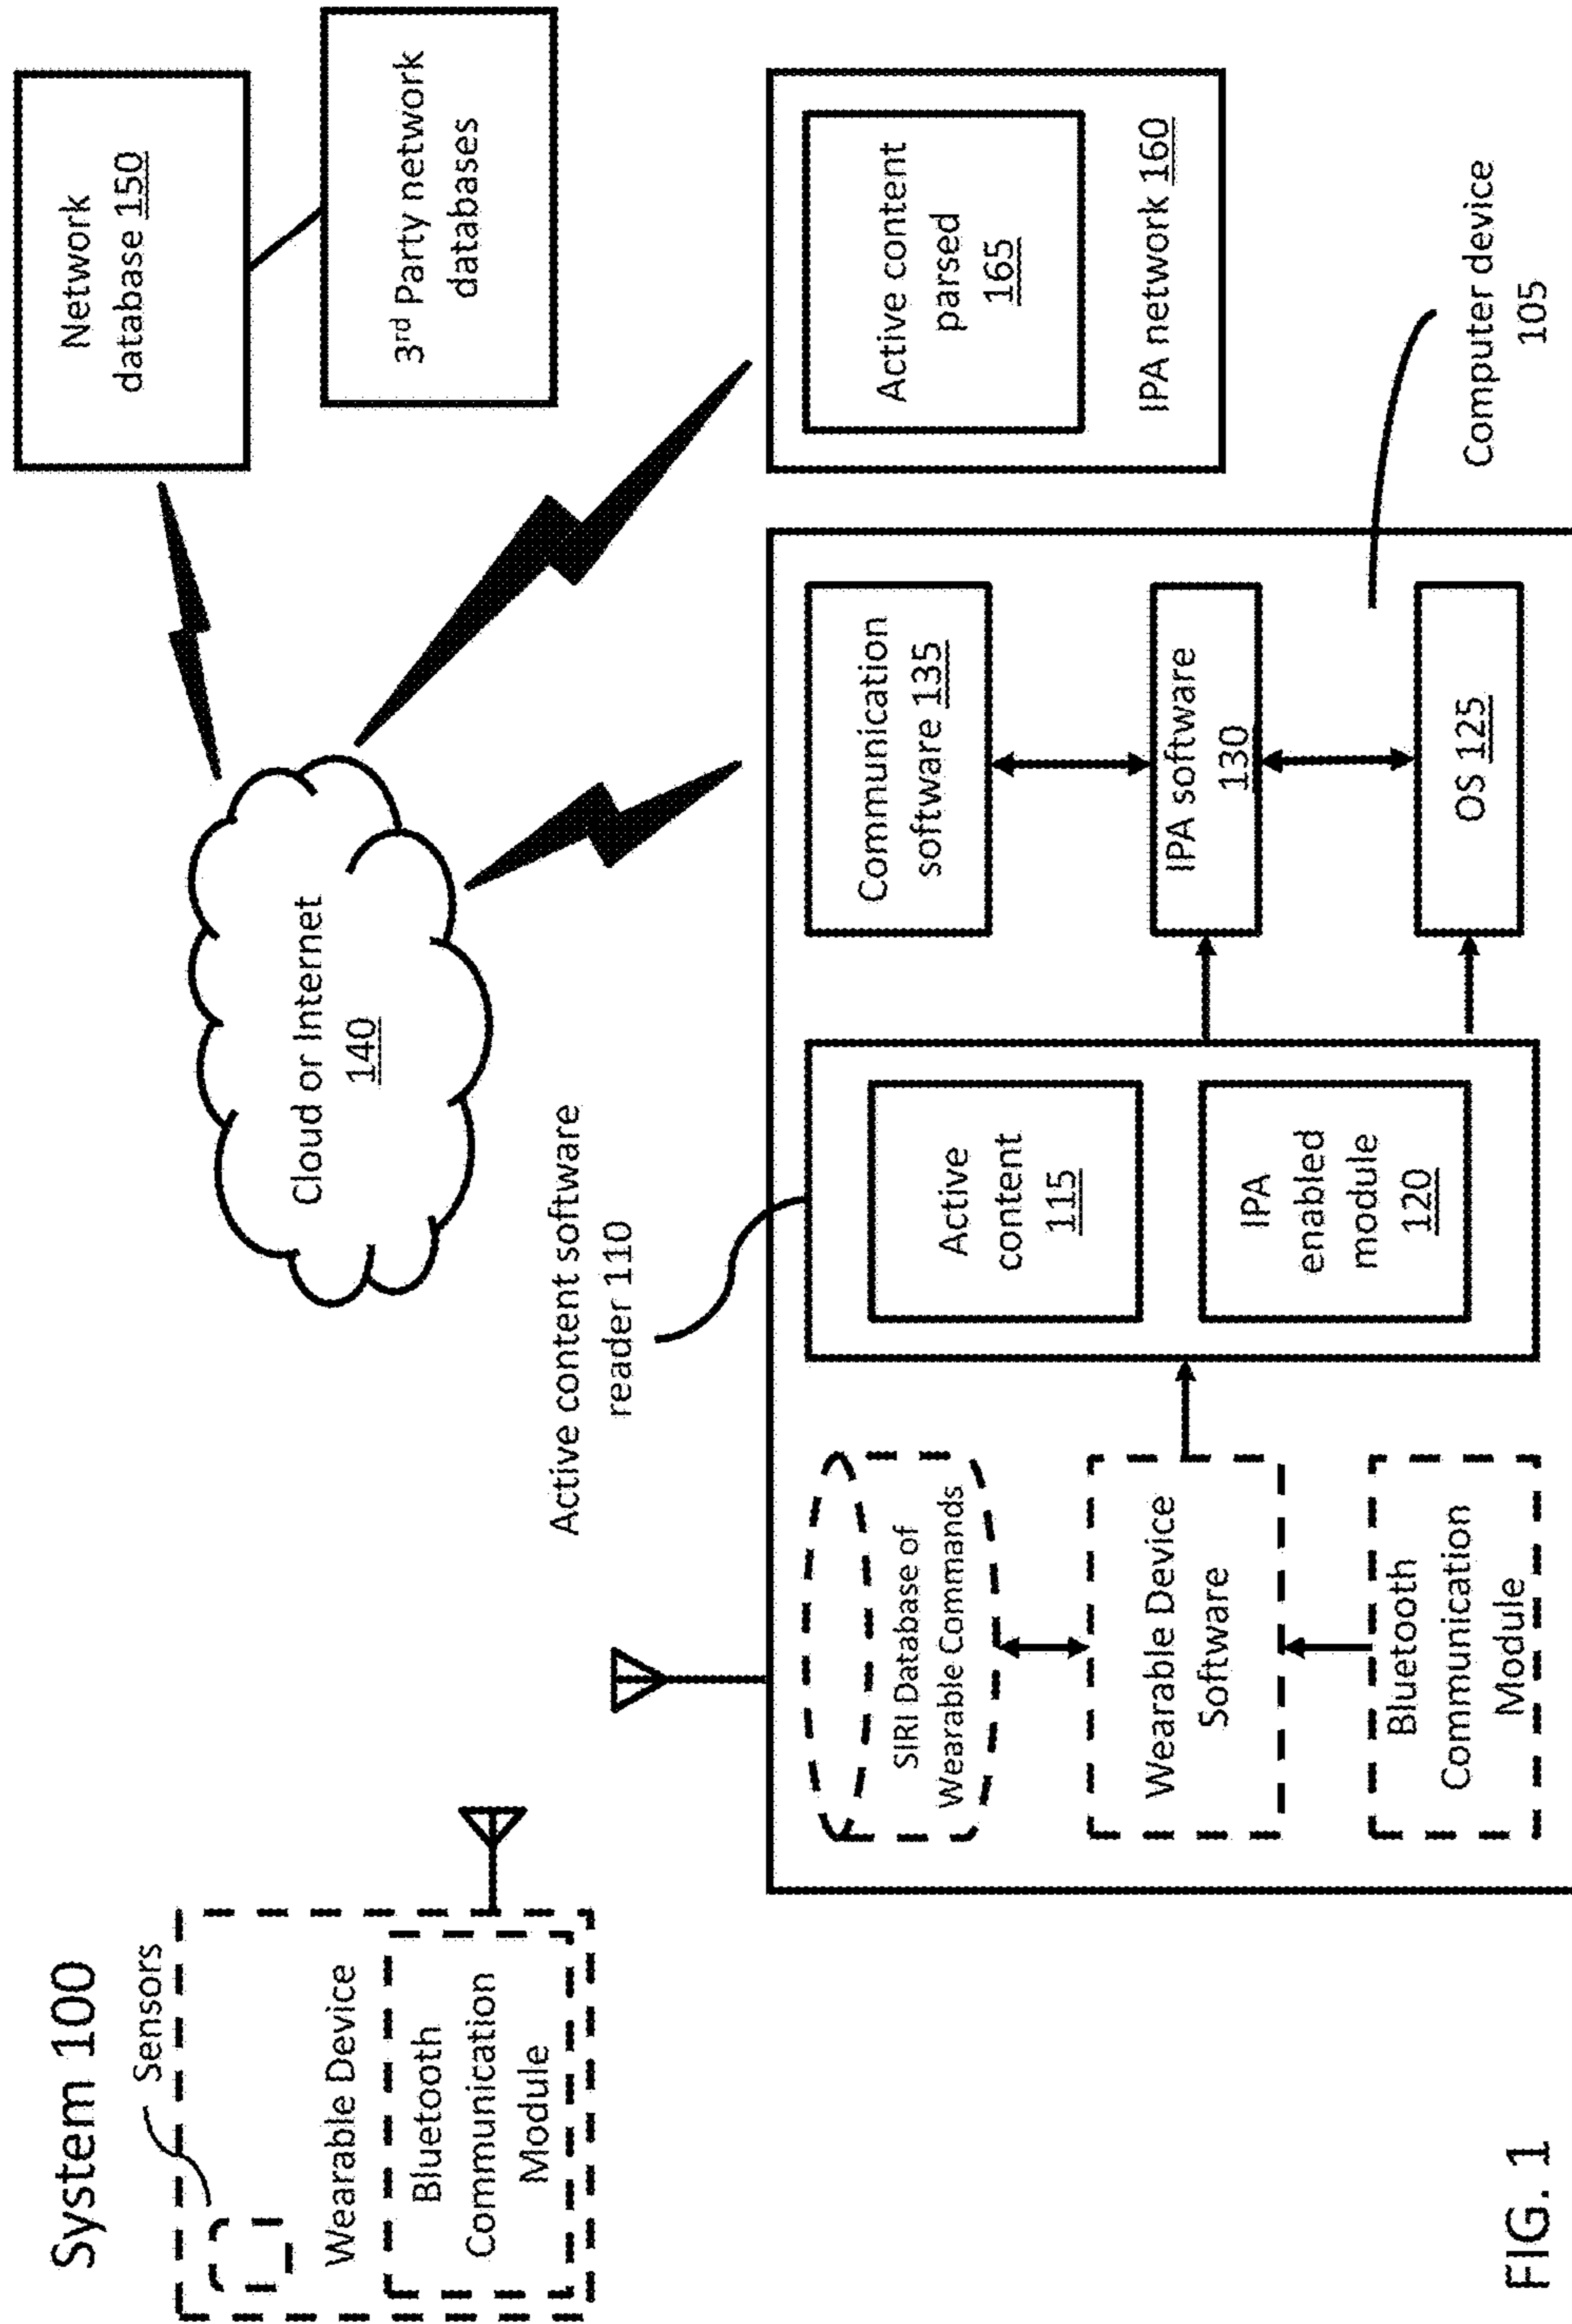 System 100
Sensors
Wearable Device
Bluetooth
Communication
Module
Cloud or Internet
140
Network
database 150
3rd Party network
databases
Active content software
reader 110
SIRI Database of
Wearable Commands
Wearable Device
Software
Bluetooth
Communication
Module
Active
content
115
IPA
enabled
module
120
Communication
software 135
IPA software
130
OS 125
Active content
parsed
165
IPA network 160
Computer device
105
FIG. 1